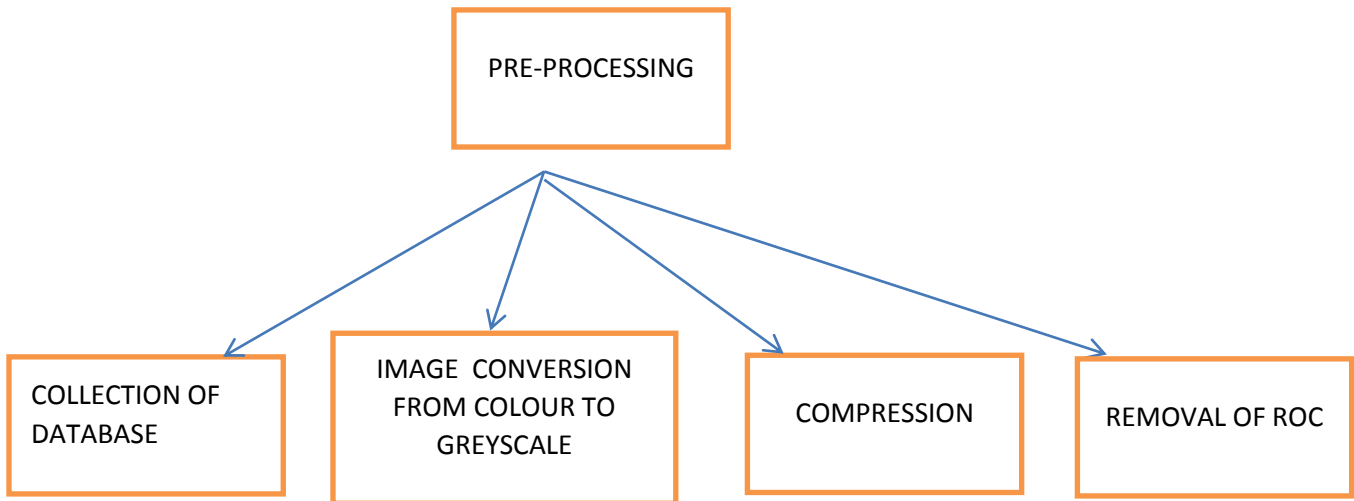 PRE-PROCESSING
COLLECTION OF
DATABASE
IMAGE CONVERSION
FROM COLOUR TO
GREYSCALE
COMPRESSION
REMOVAL OF ROC